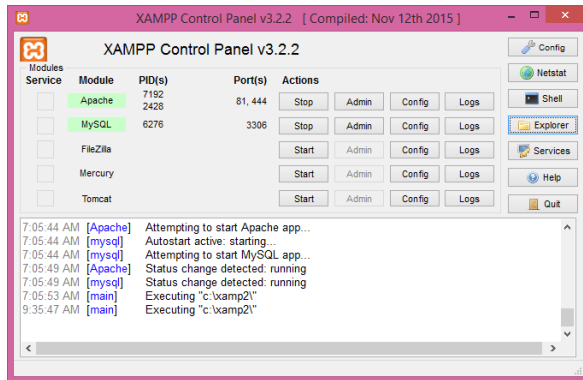 XAMPP Control Panel v3.2.2 [ Compiled: Nov 12th 2015 ]
XAMPP Control Panel v3.2.2
Modules
Service Module PID(s) Port(s) Actions
Apache 7192 2428 81, 444 Stop Admin Config Logs
MySQL 6276 3306 Stop Admin Config Logs
FileZilla Start Admin Config Logs
Mercury Start Admin Config Logs
Tomcat Start Admin Config Logs
Config
Netstat
Shell
Explorer
Services
Help
Quit
7:05:44 AM [Apache] Attempting to start Apache app...
7:05:44 AM [mysql] Autostart active: starting...
7:05:44 AM [mysql] Attempting to start MySQL app...
7:05:49 AM [Apache] Status change detected: running
7:05:49 AM [mysql] Status change detected: running
7:05:53 AM [main] Executing "c:\xamp2\"
9:35:47 AM [main] Executing "c:\xamp2\"